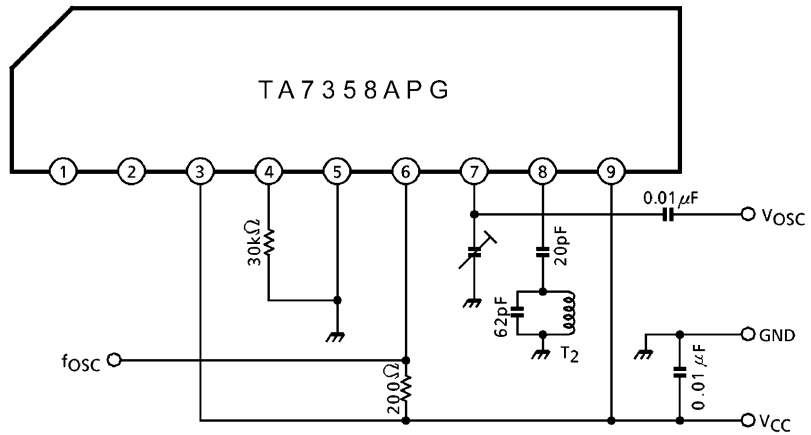 TA7358APG
1 2 3 4 5 6 7 8 9
0.01μF
VOSC
30kΩ
20pF
62pF
T2
GND
fOSC
200Ω
0.01μF
VCC